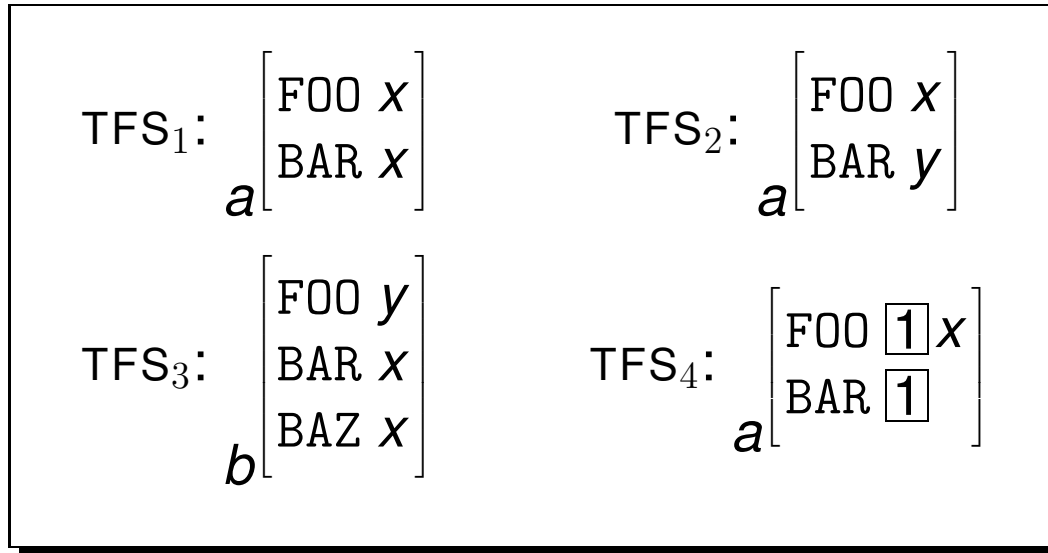 TFS₁: a[FOO x
BAR x]
TFS₂: a[FOO x
BAR y]
TFS₃: b[FOO y
BAR x
BAZ x]
TFS₄: a[FOO 1 x
BAR 1]